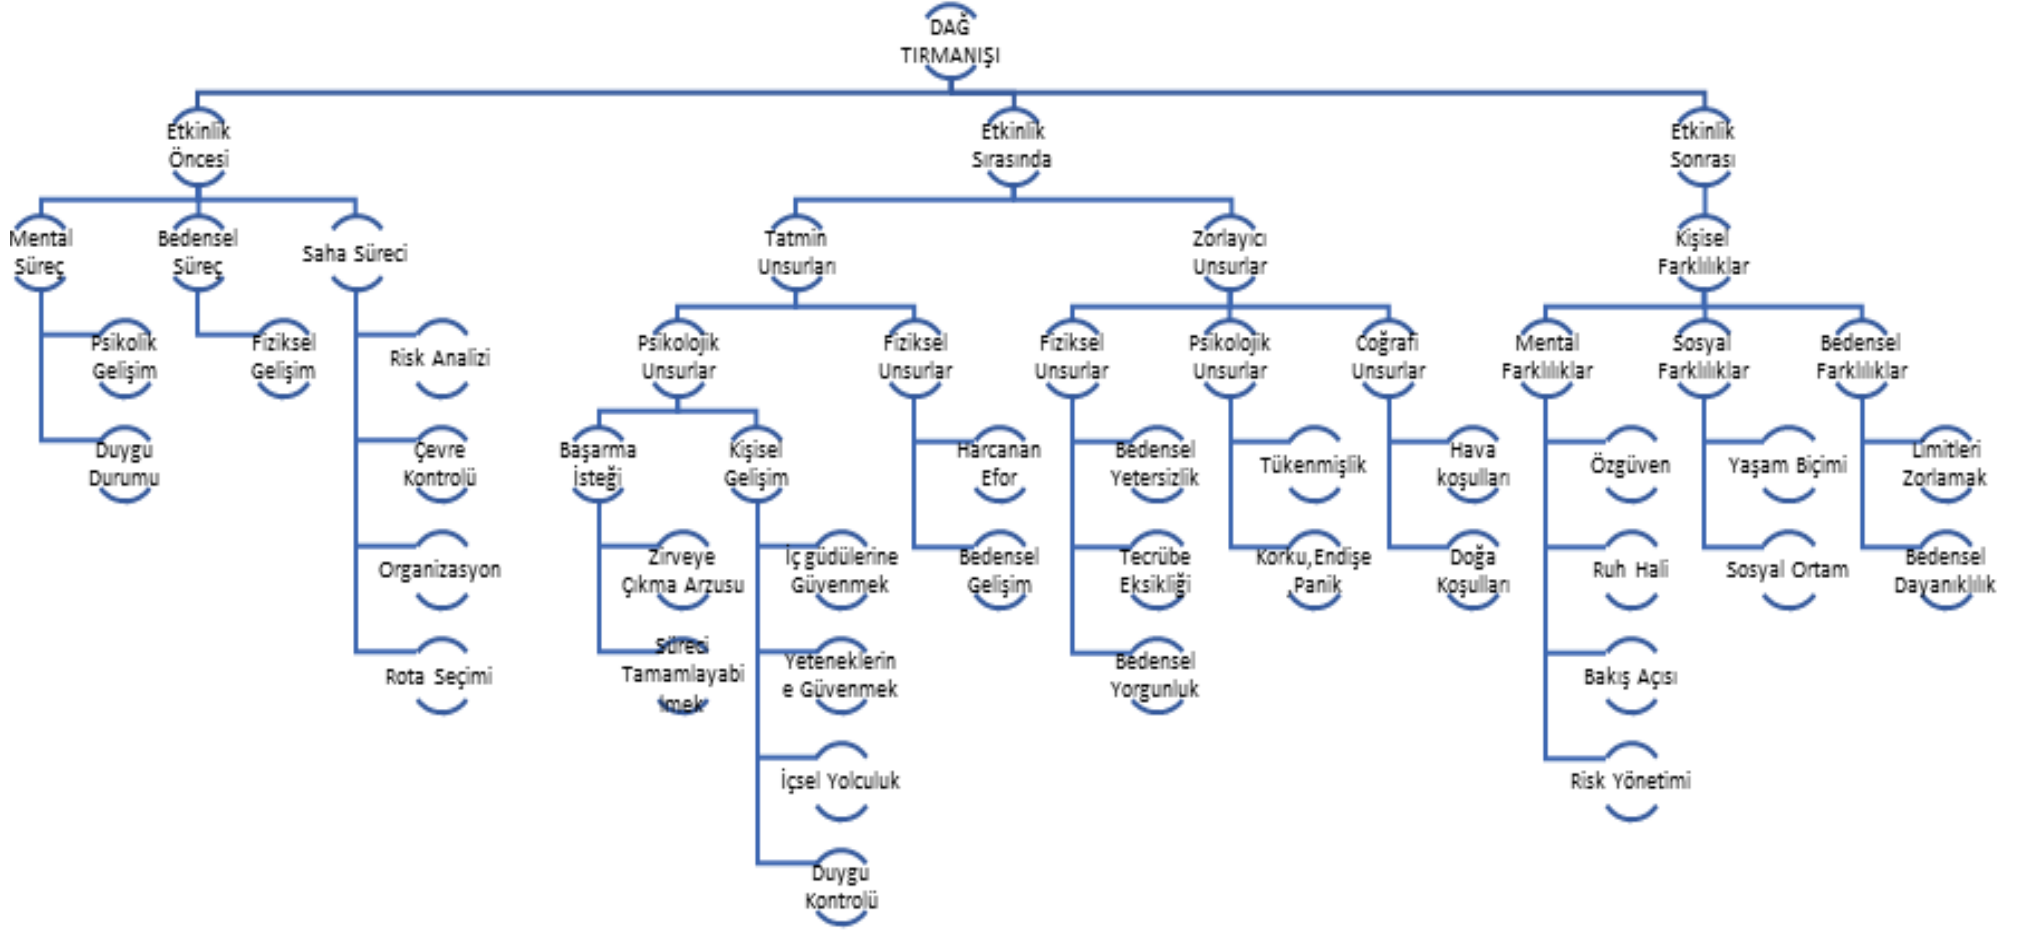 DAĞ
TIRMANIŞI
Etkinlik
Öncesi
Etkinlik
Sırasında
Etkinlik
Sonrası
Mental
Süreç
Bedensel
Süreç
Saha Süreci
Tatmin
Unsurları
Zorlayıcı
Unsurlar
Kişisel
Farklılıklar
Psikolik
Gelişim
Fiziksel
Gelişim
Risk Analizi
Psikolojik
Unsurlar
Fiziksel
Unsurlar
Fiziksel
Unsurlar
Psikolojik
Unsurlar
Coğrafi
Unsurlar
Mental
Farklılıklar
Sosyal
Farklılıklar
Bedensel
Farklılıklar
Duygu
Durumu
Çevre
Kontrolü
Başarma
İsteği
Kişisel
Gelişim
Harcanan
Efor
Bedensel
Yetersizlik
Tükenmişlik
Hava
koşulları
Özgüven
Yaşam Biçimi
Limitleri
Zorlamak
Organizasyon
Zirveye
Çıkma Arzusu
İç güdülerine
Güvenmek
Bedensel
Gelişim
Tecrübe
Eksikliği
Korku,Endişe
,Panik
Doğa
Koşulları
Ruh Hali
Sosyal Ortam
Bedensel
Dayanıklılık
Rota Seçimi
Süreci
Tamamlayabi
lmek
Yeteneklerin
e Güvenmek
Bedensel
Yorgunluk
Bakış Açısı
İçsel Yolculuk
Risk Yönetimi
Duygu
Kontrolü